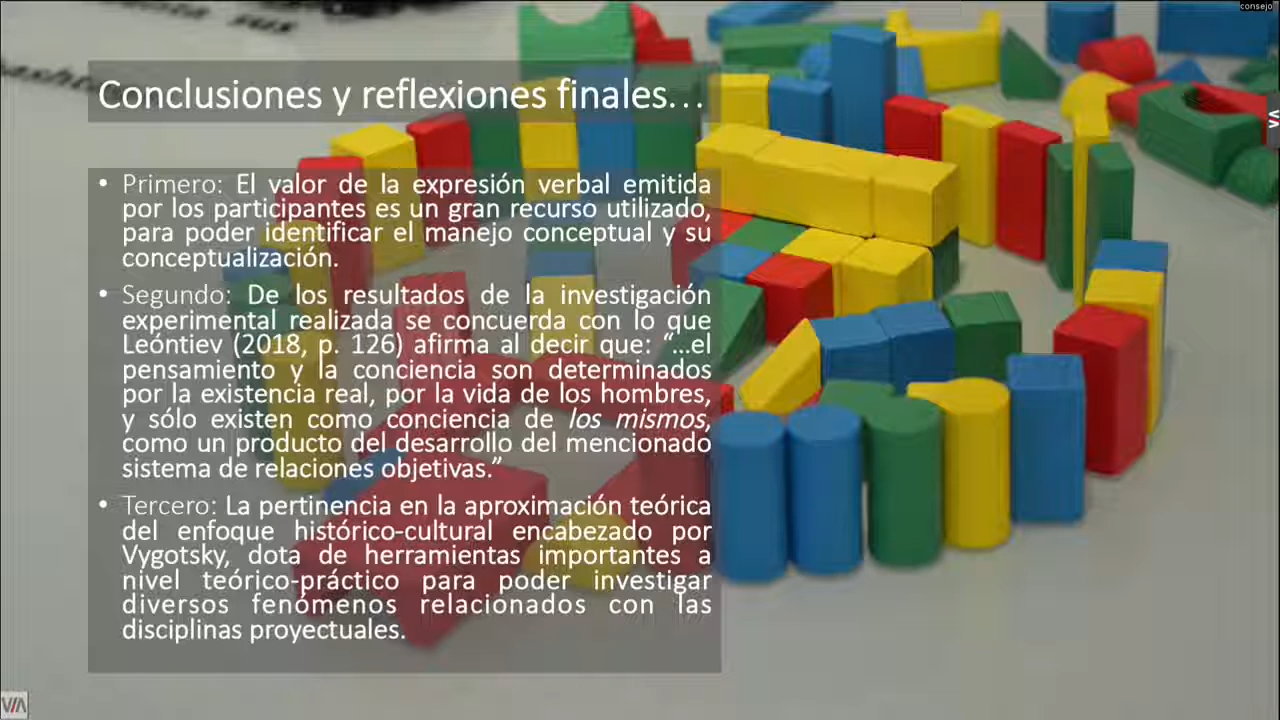 consejo
Conclusiones y reflexiones finales…
• Primero: El valor de la expresión verbal emitida
por los participantes es un gran recurso utilizado,
para poder identificar el manejo conceptual y su
conceptualización.
• Segundo: De los resultados de la investigación
experimental realizada se concuerda con lo que
Leóntiev (2018, p. 126) afirma al decir que: “…el
pensamiento y la conciencia son determinados
por la existencia real, por la vida de los hombres,
y sólo existen como conciencia de los mismos,
como un producto del desarrollo del mencionado
sistema de relaciones objetivas.”
• Tercero: La pertinencia en la aproximación teórica
del enfoque histórico-cultural encabezado por
Vygotsky, dota de herramientas importantes a
nivel teórico-práctico para poder investigar
diversos fenómenos relacionados con las
disciplinas proyectuales.